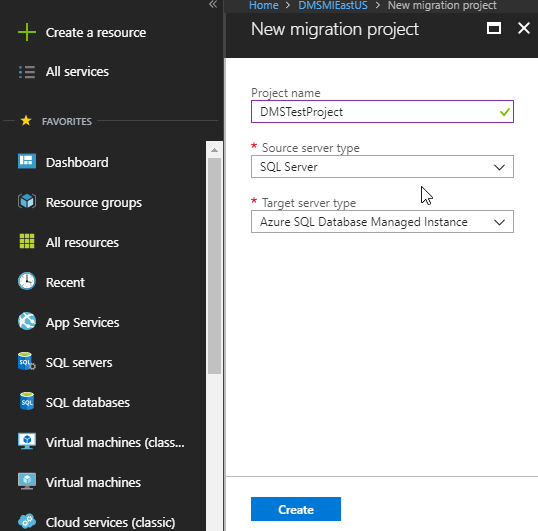 Home > DMSMIEastUS > New migration project
Create a resource
All services
FAVORITES
Dashboard
Resource groups
All resources
Recent
App Services
SQL servers
SQL databases
Virtual machines (classi...
Virtual machines
Cloud services (classic)
New migration project
Project name
DMSTestProject
* Source server type
SQL Server
* Target server type
Azure SQL Database Managed Instance
Create